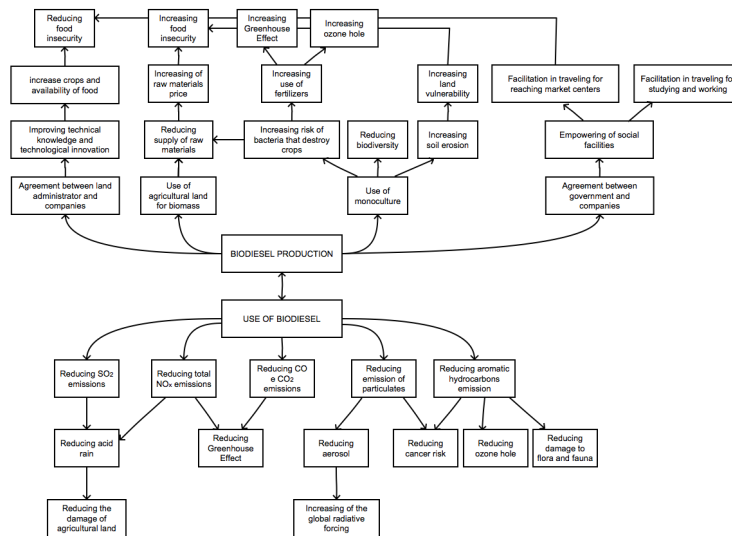 Reducing
food
insecurity
Increasing
food
insecurity
Increasing
Greenhouse
Effect
Increasing
ozone hole
increase crops and
availability of food
Increasing of
raw materials
price
Increasing
use of
fertilizers
Increasing
land
vulnerability
Facilitation in traveling for
reaching market centers
Facilitation in traveling for
studying and working
Improving technical
knowledge and
technological innovation
Reducing
supply of raw
materials
Increasing risk of
bacteria that destroy
crops
Reducing
biodiversity
Increasing
soil erosion
Empowering of social
facilities
Agreement between land
administrator and
companies
Use of
agricultural land
for biomass
Use of
monoculture
Agreement between
government and
companies
BIODIESEL PRODUCTION
USE OF BIODIESEL
Reducing SO2
emissions
Reducing total
NOx emissions
Reducing CO
e CO2
emissions
Reducing
emission of
particulates
Reducing aromatic
hydrocarbons
emission
Reducing acid
rain
Reducing
Greenhouse
Effect
Reducing
aerosol
Reducing
cancer risk
Reducing
ozone hole
Reducing
damage to
flora and fauna
Reducing the
damage of
agricultural land
Increasing of the
global radiative
forcing